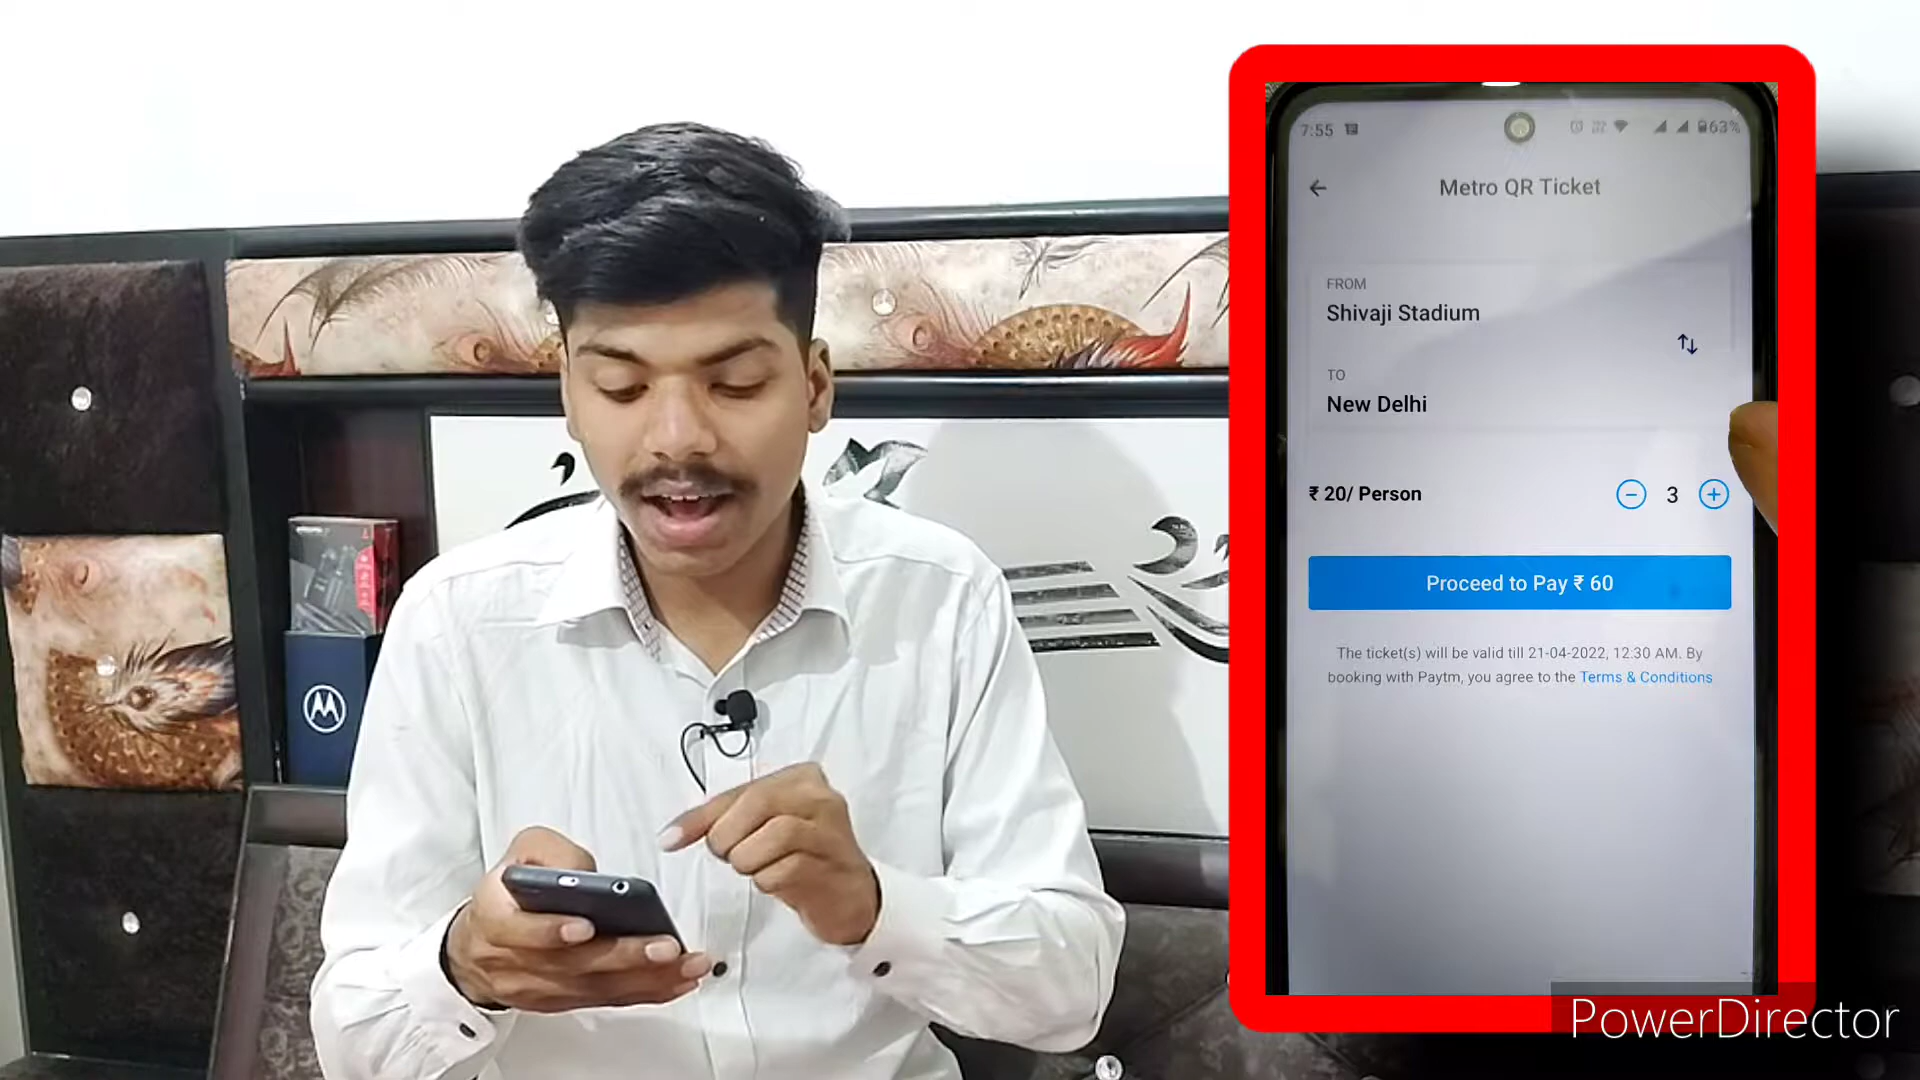 7:55
63%
Metro QR Ticket
FROM
Shivaji Stadium
TO
New Delhi
₹ 20/ Person
3
Proceed to Pay ₹ 60
The ticket(s) will be valid till 21-04-2022, 12:30 AM. By
booking with Paytm, you agree to the Terms & Conditions
PowerDirector